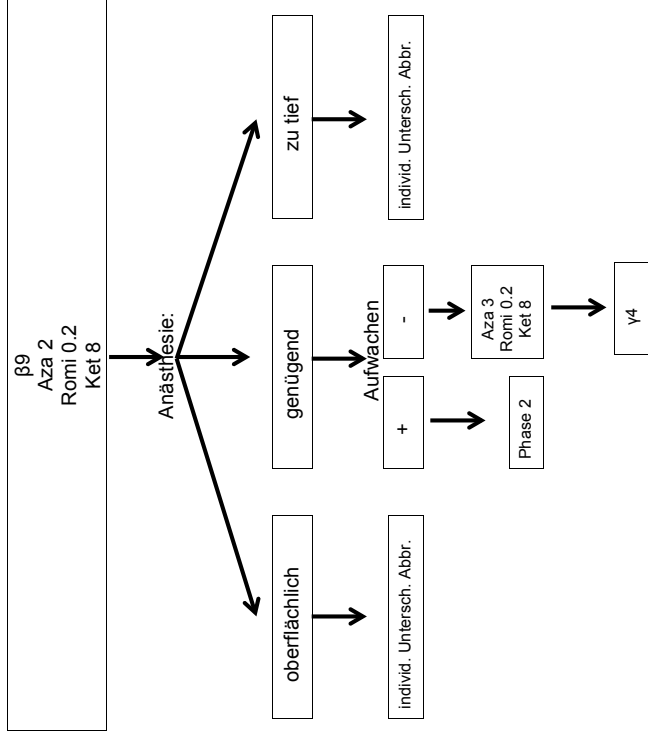 β9
Aza 2
Romi 0.2
Ket 8
Anästhesie:
oberflächlich
genügend
zu tief
individ. Untersch. Abbr.
Aufwachen
individ. Untersch. Abbr.
+
-
Phase 2
Aza 3
Romi 0.2
Ket 8
γ4